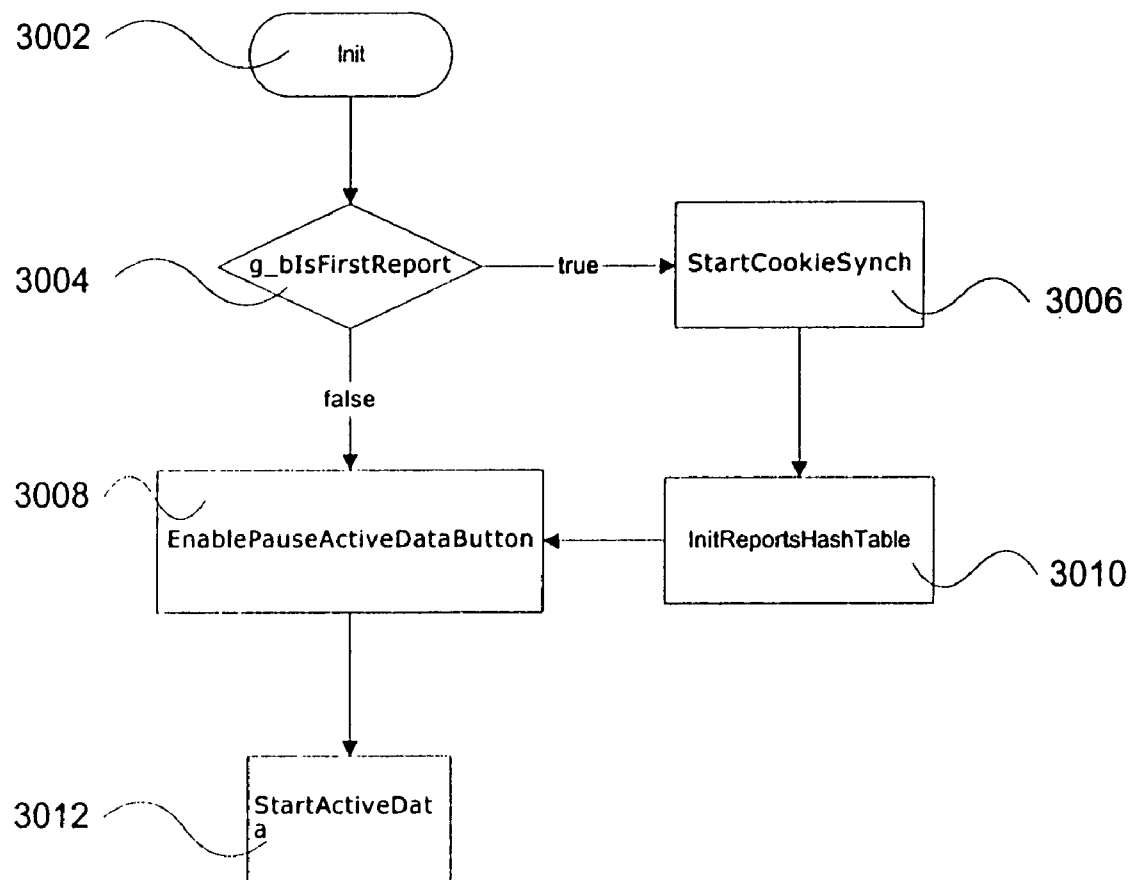 3002
Init
3004
g_bIsFirstReport
true
StartCookieSynch
3006
false
3008
EnablePauseActiveDataButton
InitReportsHashTable
3010
3012
StartActiveDat
a